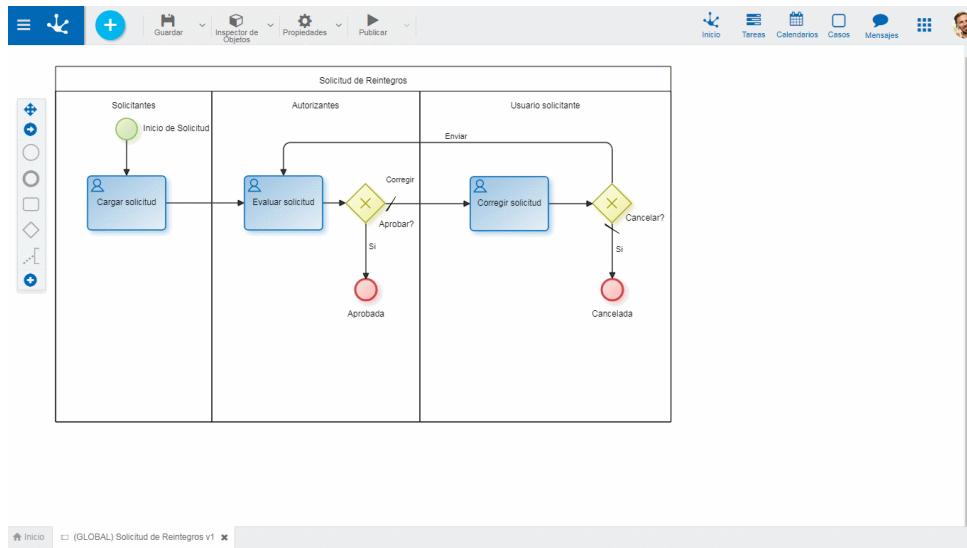 Guardar
Inspector de
Objetos
Propiedades
Publicar
Inicio
Tareas
Calendarios
Casos
Mensajes
Solicitud de Reintegros
Solicitantes
Autorizantes
Usuario solicitante
Inicio de Solicitud
Enviar
Corregir
Cargar solicitud
Evaluar solicitud
Corregir solicitud
Aprobar?
Cancelar?
Si
Si
Aprobada
Cancelada
Inicio
(GLOBAL) Solicitud de Reintegros v1